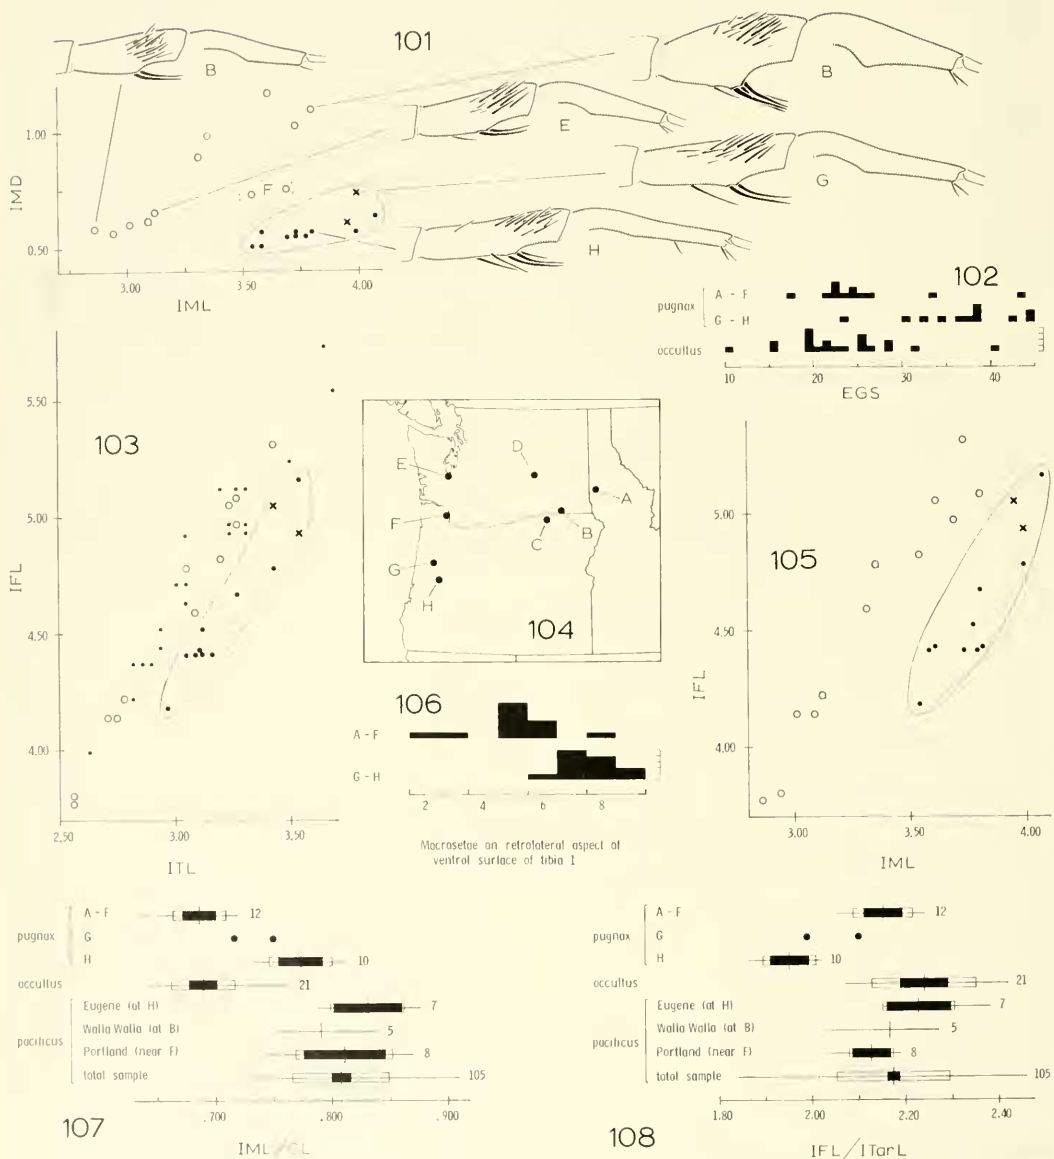 101
B
B
E
G
H
F
1.00
0.50
IMD
3.00 3.50 4.00
IML
102
pugnax
A - F
G - H
occultus
10 20 30 40
EGS
103
5.50
5.00
4.50
4.00
IFL
2.50 3.00 3.50
ITL
E
D
A
F
C
B
G
H
104
105
5.00
4.50
4.00
IFL
3.00 3.50 4.00
IML
106
A - F
G - H
2 4 6 8
Macrosetae on retrolateral aspect of
ventral surface of tibia I
A - F 12
pugnax G
H 10
occultus 21
Eugene (at H) 7
Walla Walla (at B) 5
pacificus
Portland (near F) 8
total sample 105
.700 .800 .900
107
IML/CL
A - F 12
pugnax G
H 10
occultus 21
Eugene (at H) 7
Walla Walla (at B) 5
pacificus
Portland (near F) 8
total sample 105
1.80 2.00 2.20 2.40
108
IFL/ITarL